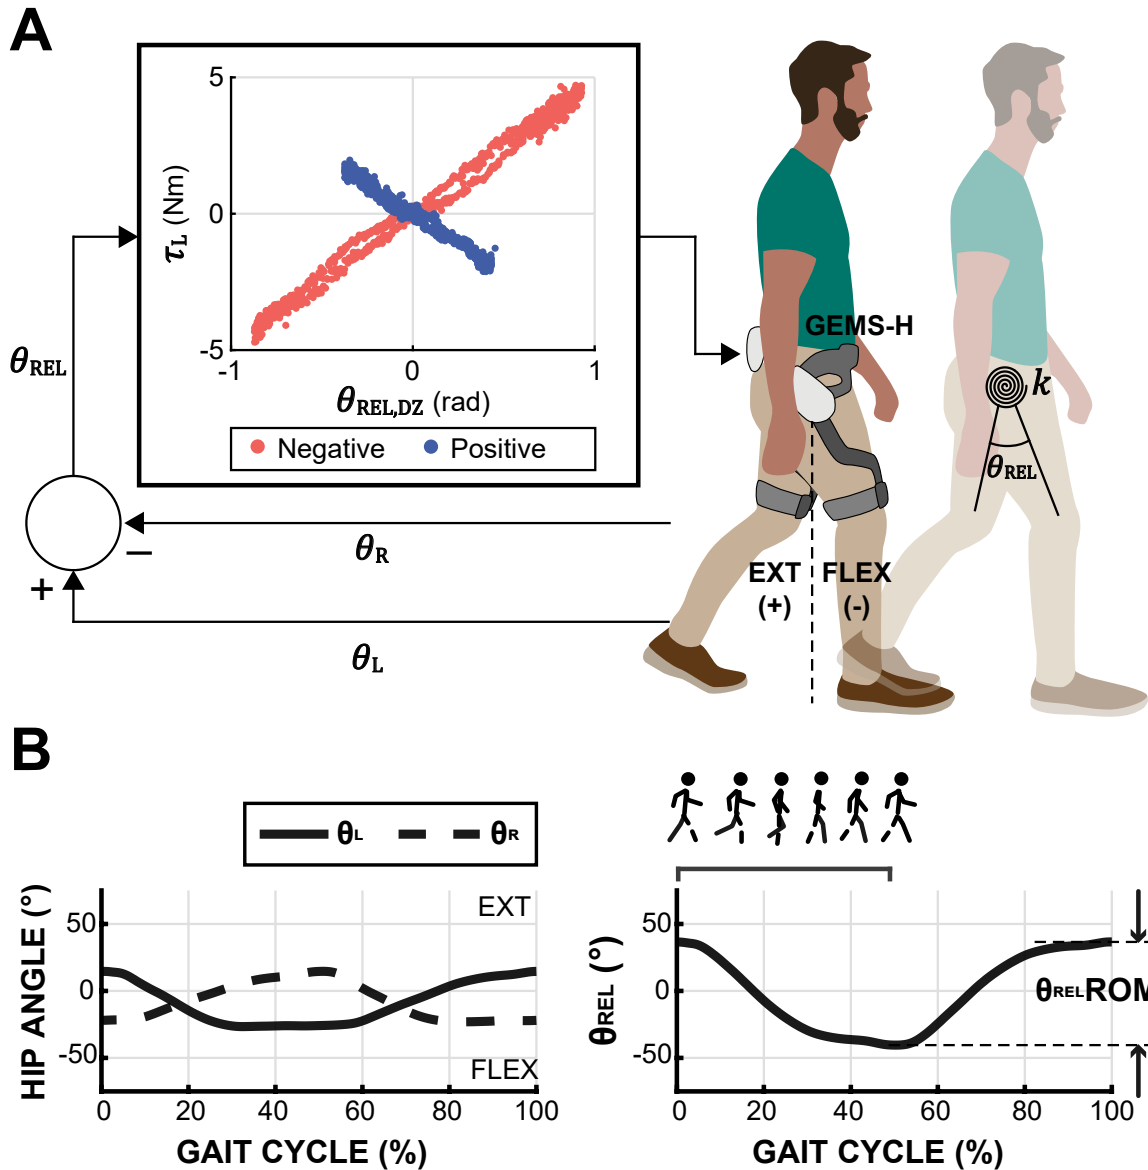 A
5
0
-5
τL (Nm)
-1
0
1
θREL,DZ (rad)
Negative
Positive
θREL
−
+
θR
θL
GEMS-H
k
θREL
EXT
(+)
FLEX
(-)
B
θL
θR
HIP ANGLE (°)
50
0
-50
EXT
FLEX
0
20
40
60
80
100
GAIT CYCLE (%)
θREL (°)
50
0
-50
θREL ROM
0
20
40
60
80
100
GAIT CYCLE (%)